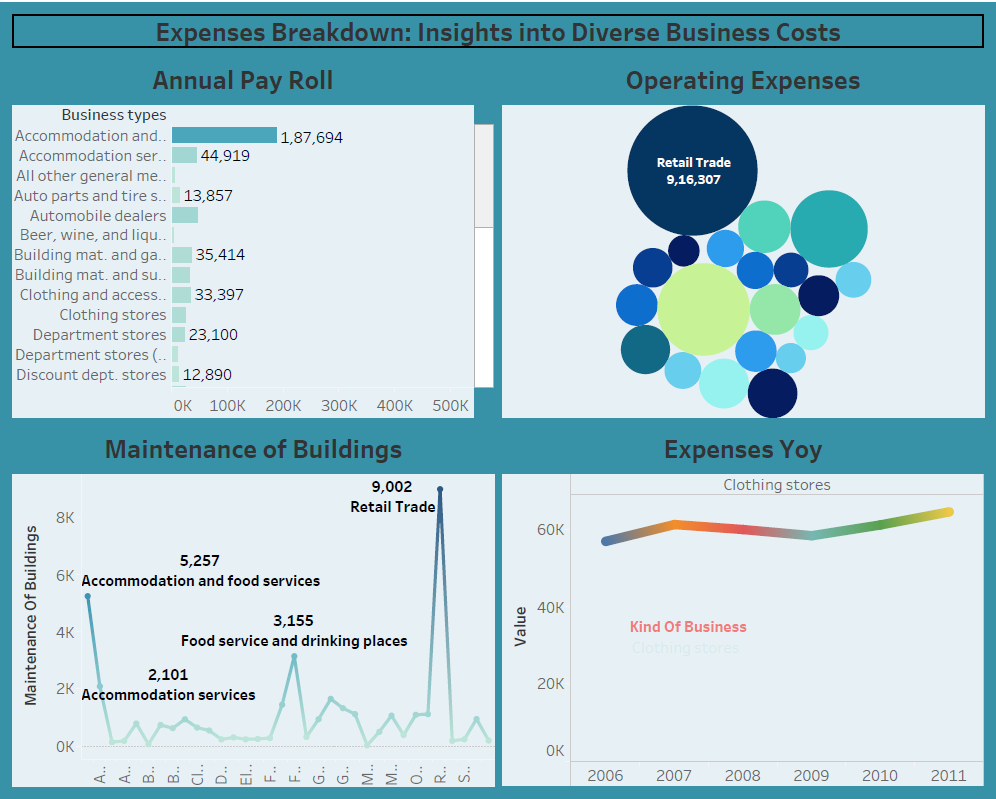 Expenses Breakdown: Insights into Diverse Business Costs
Annual Pay Roll
Business types
Accommodation and.. 1,87,694
Accommodation ser.. 44,919
All other general me..
Auto parts and tire s.. 13,857
Automobile dealers
Beer, wine, and liqu..
Building mat. and ga.. 35,414
Building mat. and su..
Clothing and access.. 33,397
Clothing stores
Department stores 23,100
Department stores (..
Discount dept. stores 12,890
0K 100K 200K 300K 400K 500K
Operating Expenses
Retail Trade
9,16,307
Maintenance of Buildings
Maintenance Of Buildings
8K
6K
4K
2K
0K
9,002
Retail Trade
5,257
Accommodation and food services
3,155
Food service and drinking places
2,101
Accommodation services
A.. A.. B.. B.. Cl.. D.. El.. F.. F.. G.. G.. M.. M.. O.. R.. S..
Expenses Yoy
Clothing stores
Value
60K
40K
20K
0K
Kind Of Business
Clothing stores
2006 2007 2008 2009 2010 2011